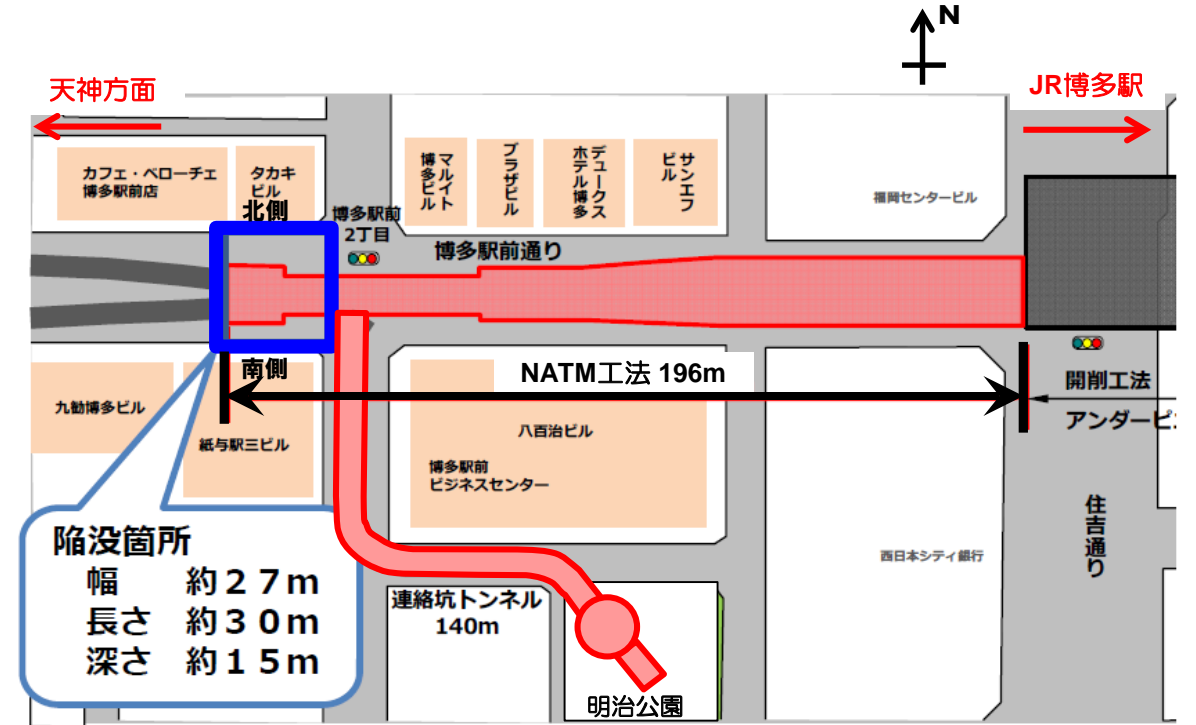 N
天神方面
JR博多駅
カフェ・ベローチェ
博多駅前店
タカキ
ビル
マルイト
博多ビル
プラザビル
デュークス
ホテル博多
サンエフ
ビル
福岡センタービル
北側
博多駅前
2丁目
博多駅前通り
南側
NATM工法 196m
開削工法
アンダーピ
九勧博多ビル
紙与駅三ビル
八百治ビル
博多駅前
ビジネスセンター
住吉通り
西日本シティ銀行
陥没箇所
幅 約27m
長さ 約30m
深さ 約15m
連絡坑トンネル
140m
明治公園